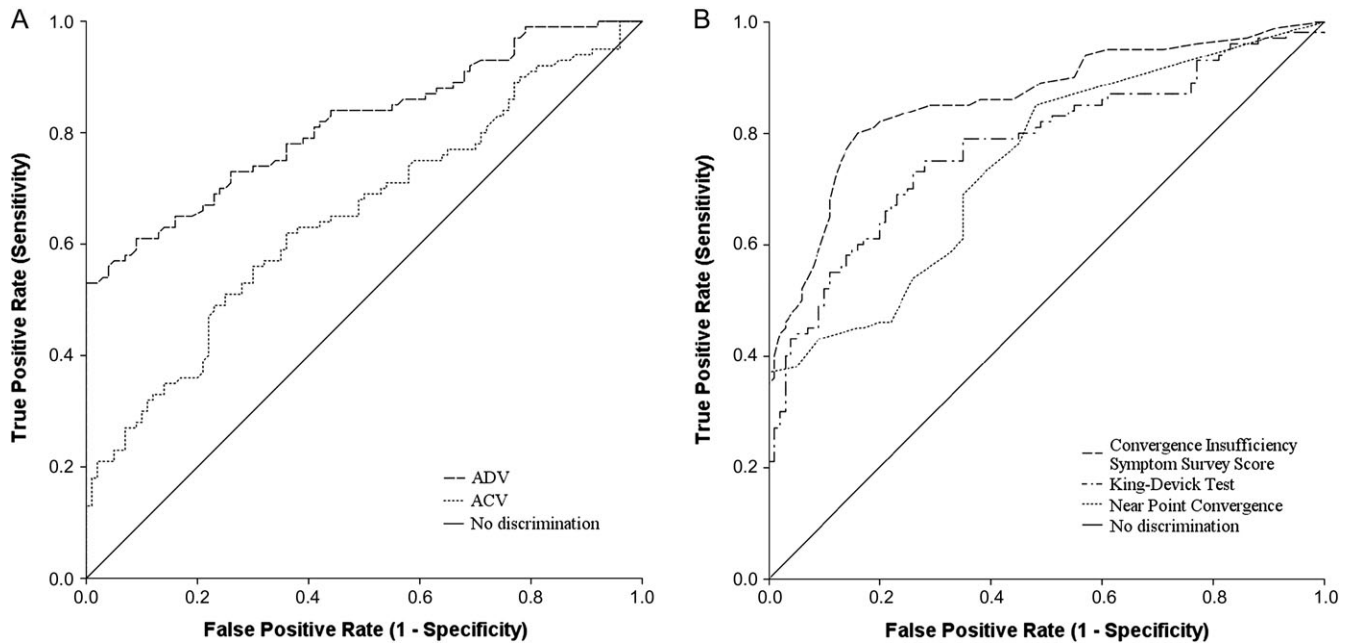 A
True Positive Rate (Sensitivity)
1.0
0.8
0.6
0.4
0.2
0.0
ADV
ACV
No discrimination
0.0 0.2 0.4 0.6 0.8 1.0
False Positive Rate (1 - Specificity)
B
True Positive Rate (Sensitivity)
1.0
0.8
0.6
0.4
0.2
0.0
Convergence Insufficiency
Symptom Survey Score
King-Devick Test
Near Point Convergence
No discrimination
0.0 0.2 0.4 0.6 0.8 1.0
False Positive Rate (1 - Specificity)